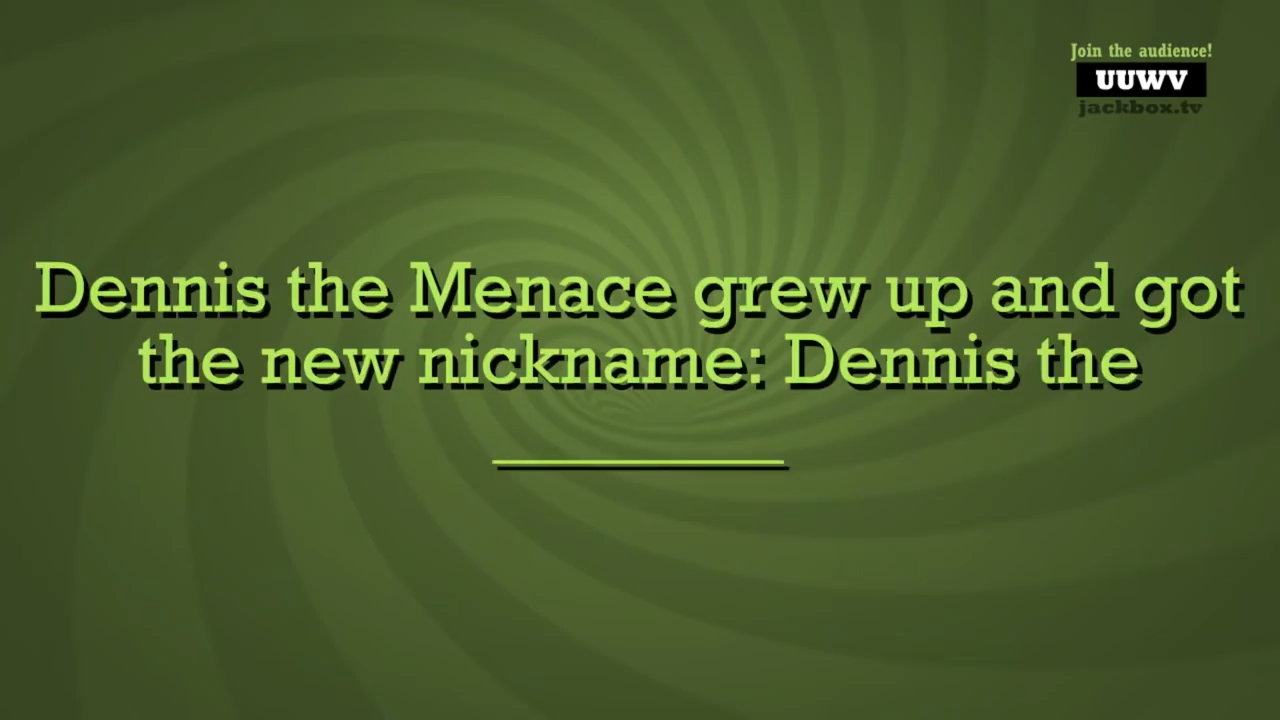 Join the audience!
UUWV
jackbox.tv
Dennis the Menace grew up and got
the new nickname: Dennis the